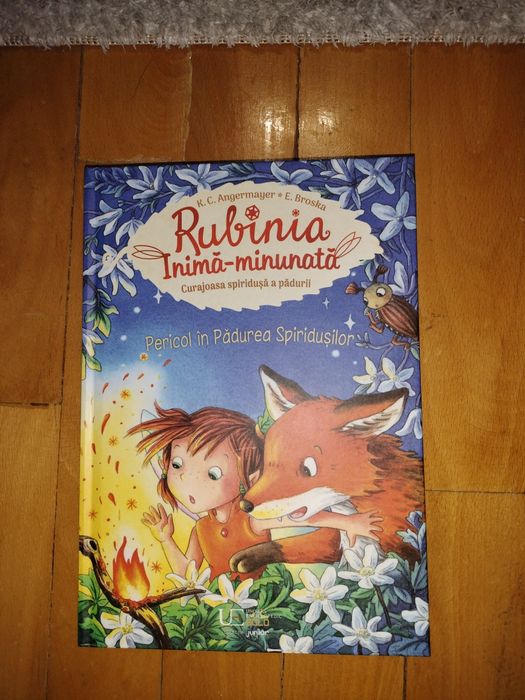 K. C. Angermayer * E. Broska
Rubinia
Inimă-minunată
Curajoasa spiridușă a pădurii
Pericol în Pădurea Spiridușilor
junior